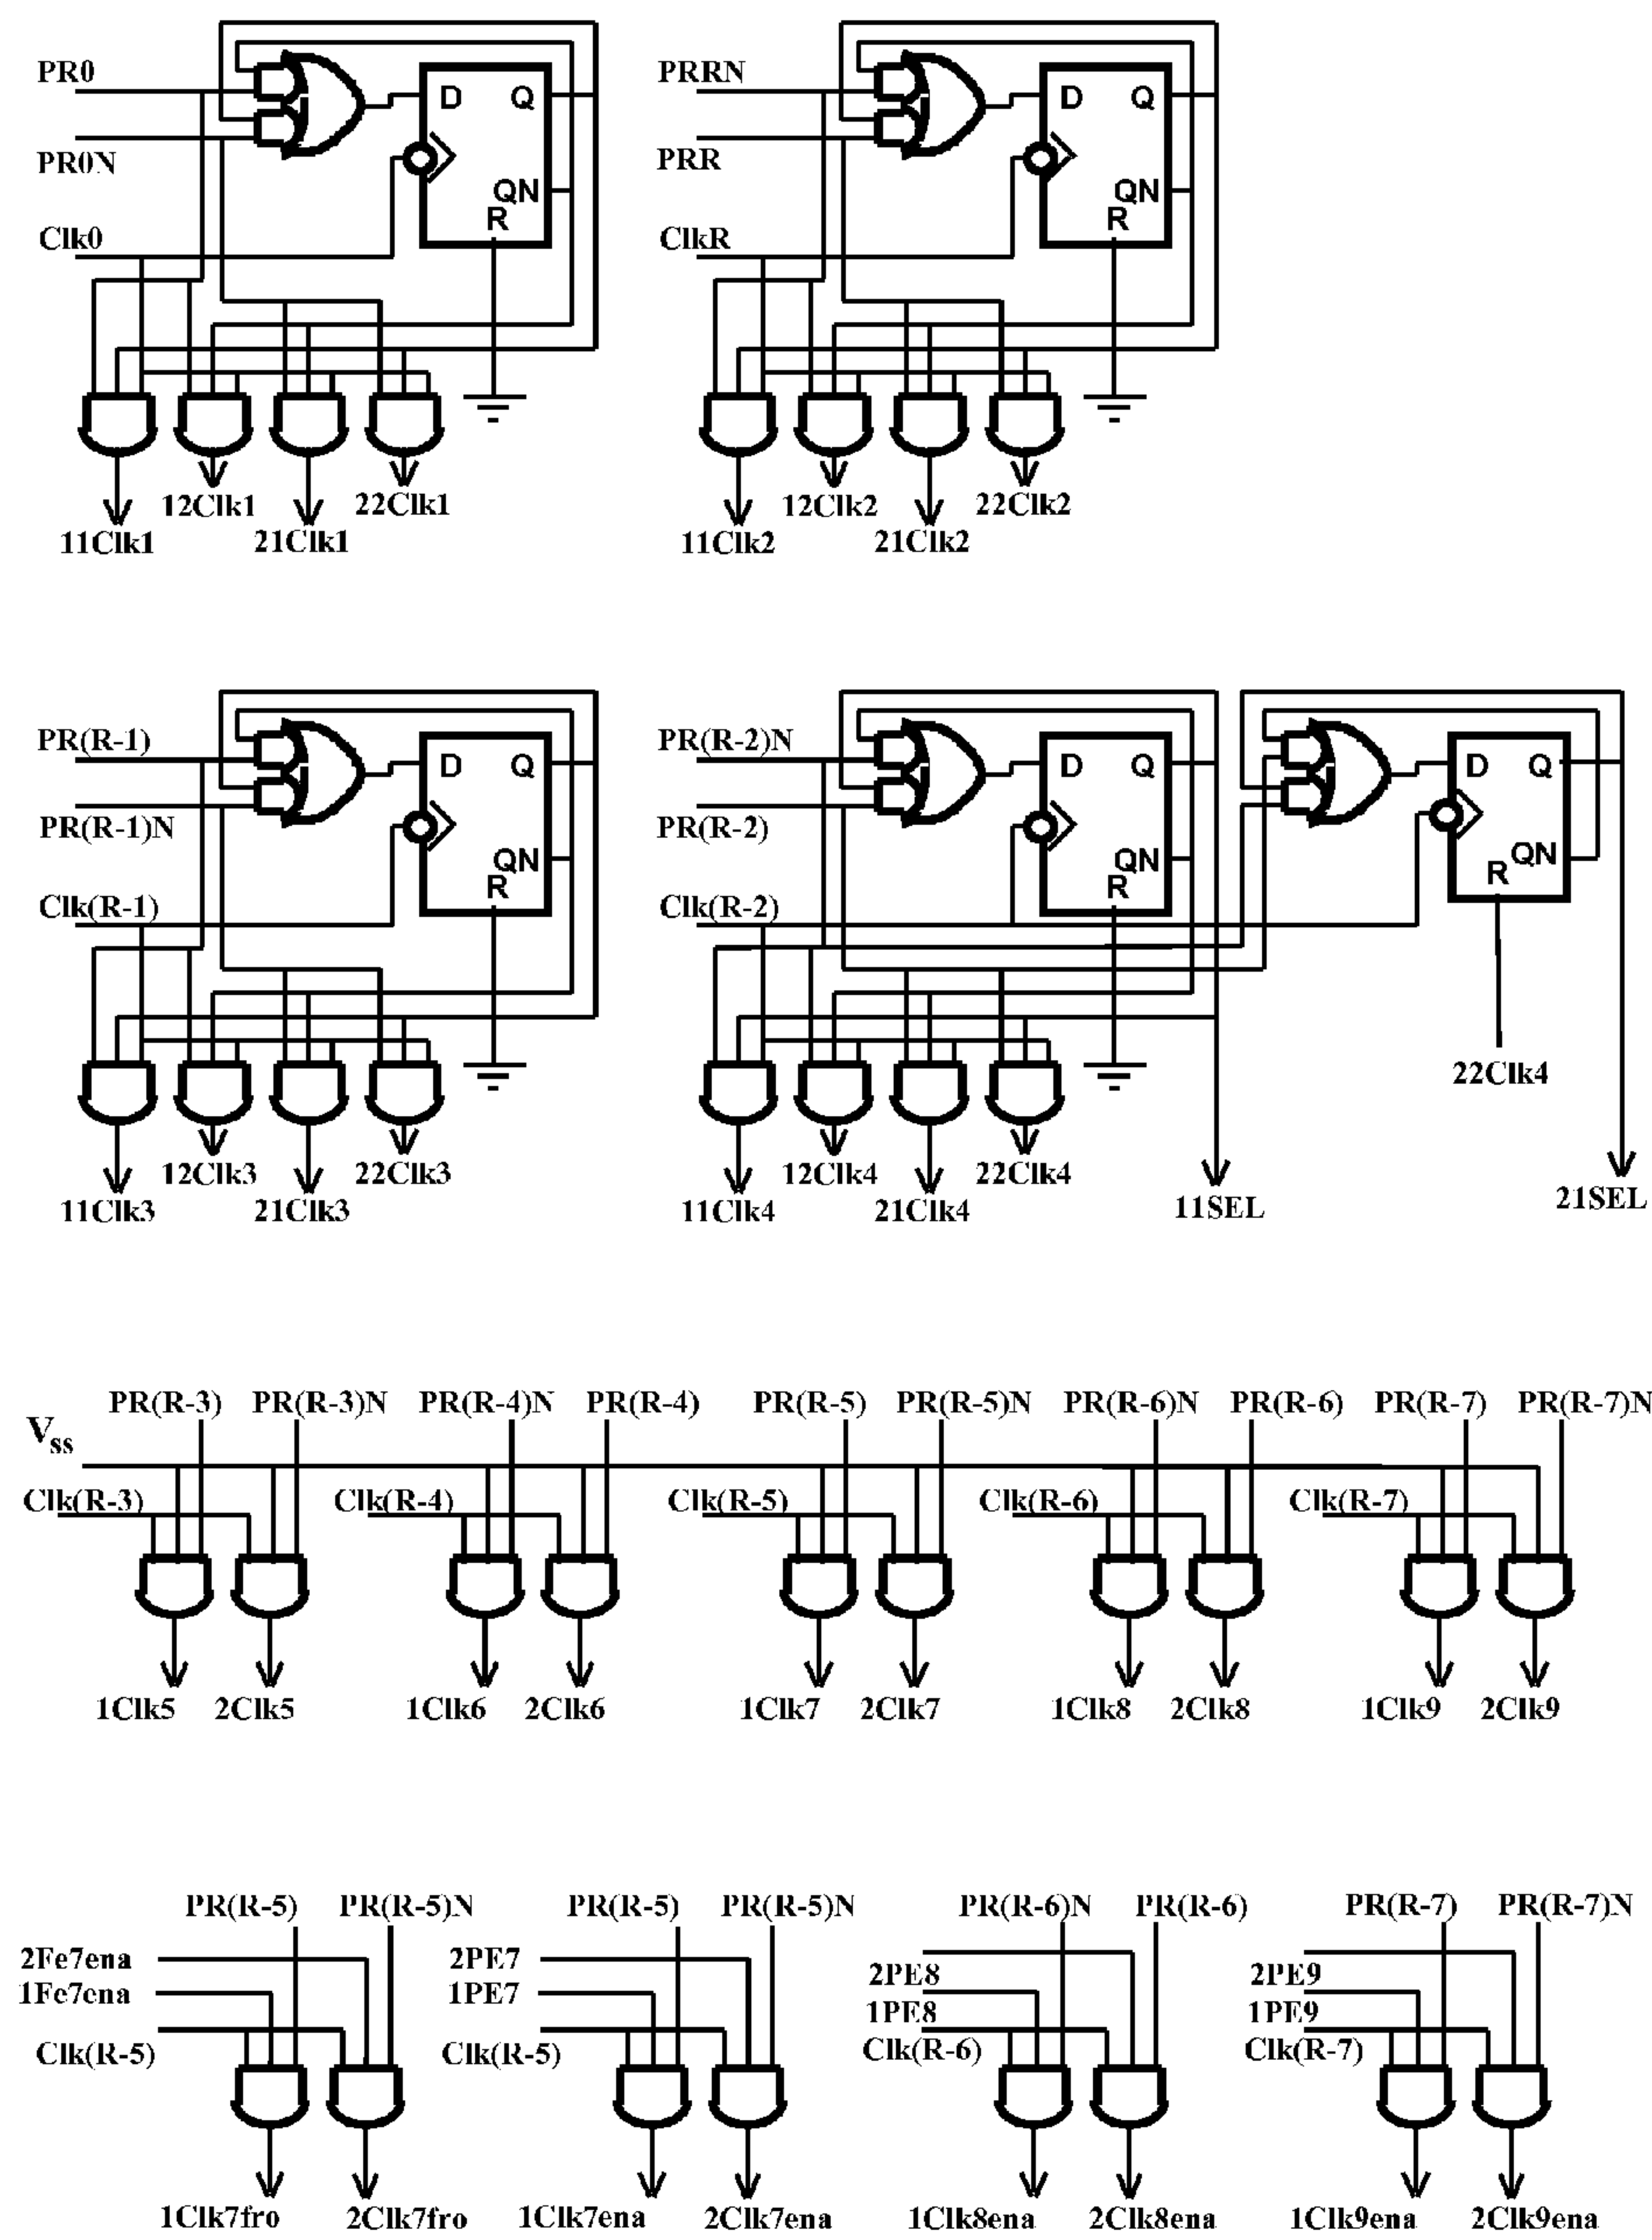 PR0
PR0N
Clk0
D Q
QN
R
11Clk1
12Clk1
21Clk1
22Clk1
PRRN
PRR
ClkR
D Q
QN
R
11Clk2
12Clk2
21Clk2
22Clk2
PR(R-1)
PR(R-1)N
Clk(R-1)
D Q
QN
R
11Clk3
12Clk3
21Clk3
22Clk3
PR(R-2)N
PR(R-2)
Clk(R-2)
D Q
QN
R
11Clk4
12Clk4
21Clk4
22Clk4
11SEL
D Q
QN
R
22Clk4
21SEL
PR(R-3) PR(R-3)N PR(R-4)N PR(R-4) PR(R-5) PR(R-5)N PR(R-6)N PR(R-6) PR(R-7) PR(R-7)N
Vss
Clk(R-3) Clk(R-4) Clk(R-5) Clk(R-6) Clk(R-7)
1Clk5 2Clk5 1Clk6 2Clk6 1Clk7 2Clk7 1Clk8 2Clk8 1Clk9 2Clk9
PR(R-5) PR(R-5)N
2Fe7ena
1Fe7ena
Clk(R-5)
1Clk7fro 2Clk7fro
PR(R-5) PR(R-5)N
2PE7
1PE7
Clk(R-5)
1Clk7ena 2Clk7ena
PR(R-6)N PR(R-6)
2PE8
1PE8
Clk(R-6)
1Clk8ena 2Clk8ena
PR(R-7) PR(R-7)N
2PE9
1PE9
Clk(R-7)
1Clk9ena 2Clk9ena